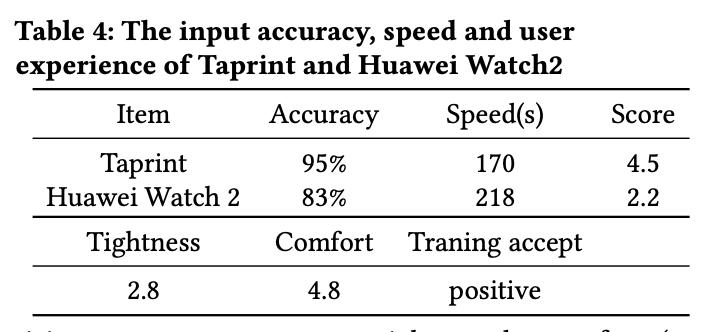 Table 4: The input accuracy, speed and user
experience of Taprint and Huawei Watch2
Item Accuracy Speed(s) Score
Taprint 95% 170 4.5
Huawei Watch 2 83% 218 2.2
Tightness Comfort Traning accept
2.8 4.8 positive